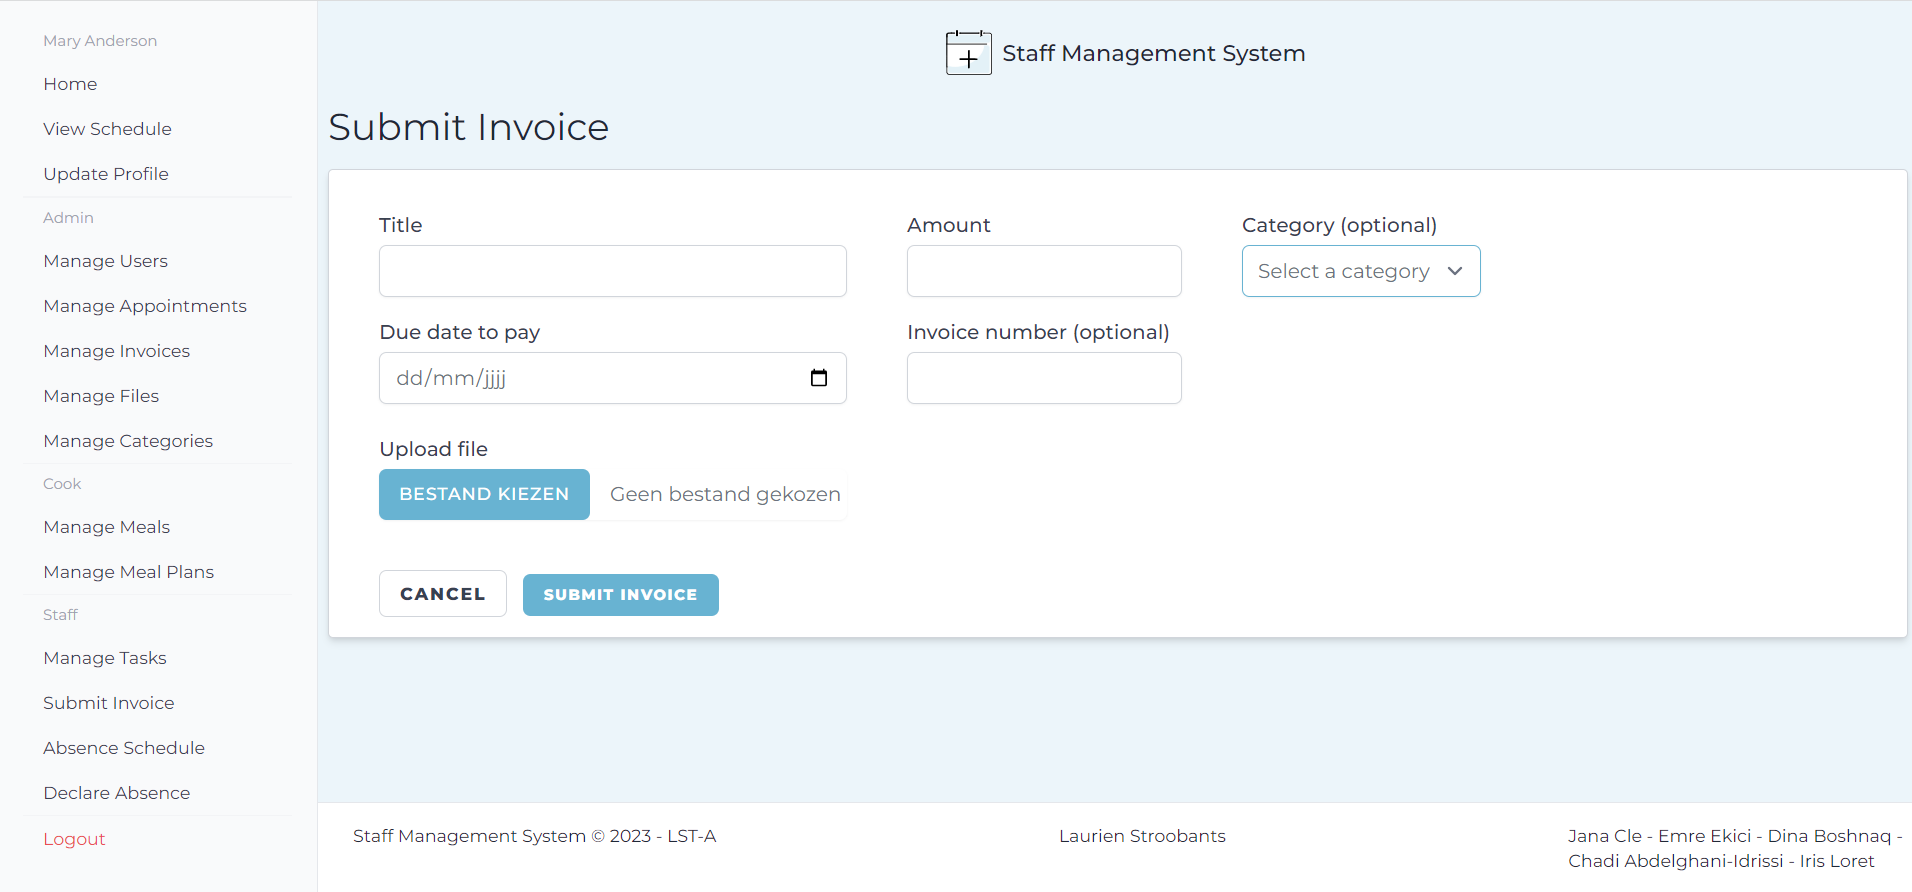 Mary Anderson
Home
View Schedule
Update Profile
Admin
Manage Users
Manage Appointments
Manage Invoices
Manage Files
Manage Categories
Cook
Manage Meals
Manage Meal Plans
Staff
Manage Tasks
Submit Invoice
Absence Schedule
Declare Absence
Logout
Staff Management System
Submit Invoice
Title
Amount
Category (optional)
Select a category
Due date to pay
Invoice number (optional)
dd/mm/jjjj
Upload file
BESTAND KIEZEN Geen bestand gekozen
CANCEL SUBMIT INVOICE
Staff Management System © 2023 - LST-A
Laurien Stroobants
Jana Cle - Emre Ekici - Dina Boshnaq -
Chadi Abdelghani-Idrissi - Iris Loret